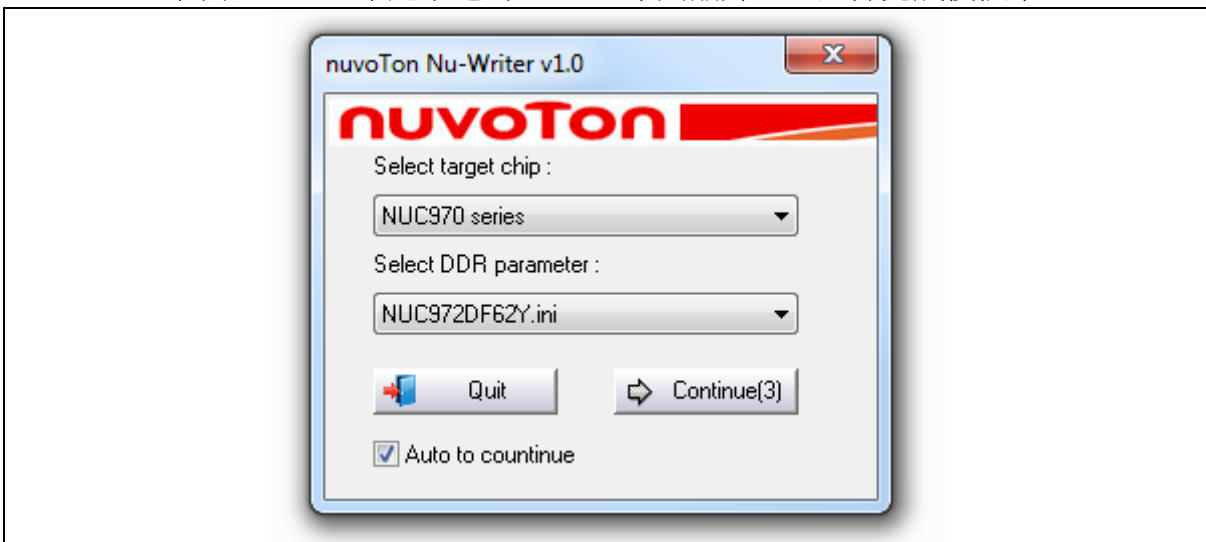 nuvoTon Nu-Writer v1.0
nuvoTon
Select target chip :
NUC970 series
Select DDR parameter :
NUC972DF62Y.ini
Quit
Continue(3)
Auto to countinue